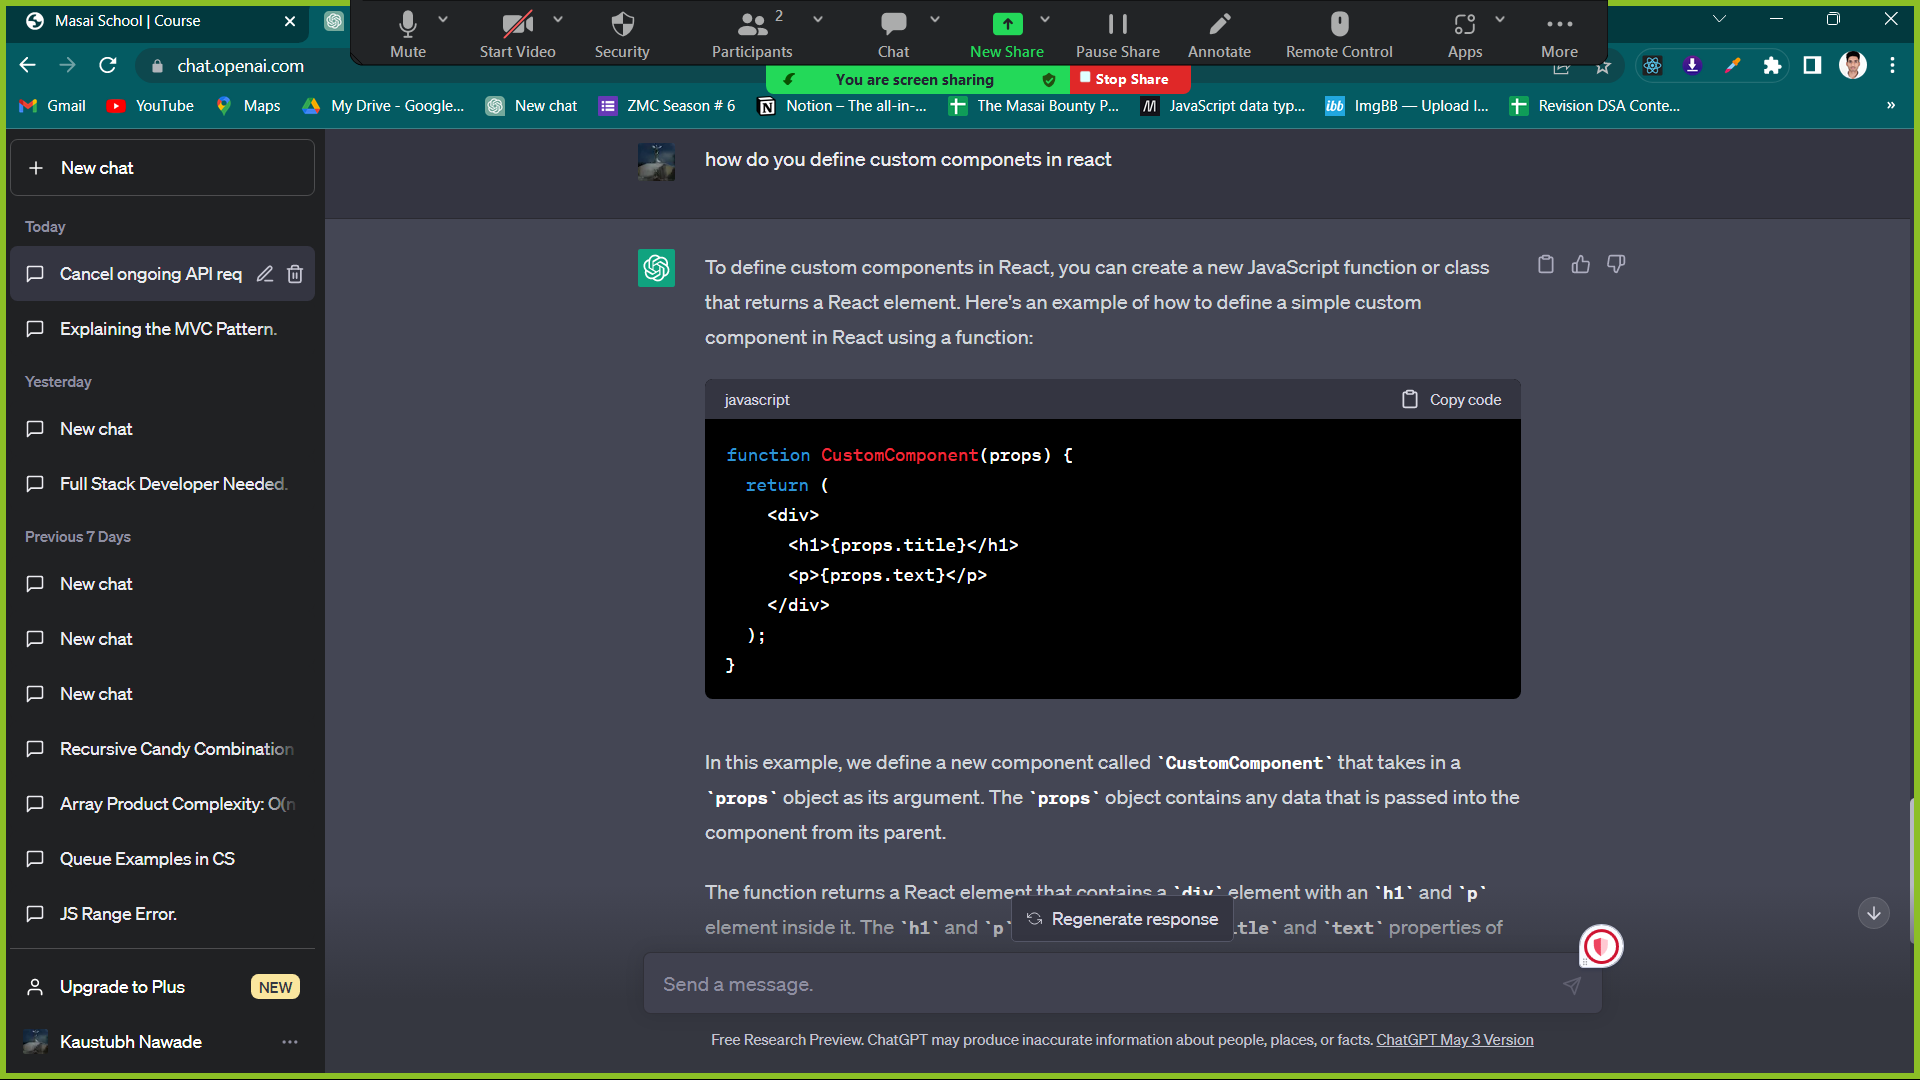 Masai School | Course
Mute
Start Video
Security
Participants
2
Chat
New Share
Pause Share
Annotate
Remote Control
Apps
More
chat.openai.com
You are screen sharing
Stop Share
Gmail
YouTube
Maps
My Drive - Google...
New chat
ZMC Season # 6
Notion – The all-in-...
The Masai Bounty P...
JavaScript data typ...
ibb
ImgBB — Upload I...
Revision DSA Conte...
»
New chat
Today
Cancel ongoing API req
Explaining the MVC Pattern.
Yesterday
New chat
Full Stack Developer Needed.
Previous 7 Days
New chat
New chat
New chat
Recursive Candy Combination
Array Product Complexity: O(n
Queue Examples in CS
JS Range Error.
Upgrade to Plus
NEW
Kaustubh Nawade
how do you define custom componets in react
To define custom components in React, you can create a new JavaScript function or class
that returns a React element. Here's an example of how to define a simple custom
component in React using a function:
javascript
Copy code
function CustomComponent(props) {
return (
<div>
<h1>{props.title}</h1>
<p>{props.text}</p>
</div>
);
}
In this example, we define a new component called `CustomComponent` that takes in a
`props` object as its argument. The `props` object contains any data that is passed into the
component from its parent.
The function returns a React element that contains a `div` element with an `h1` and `p`
element inside it. The `h1` and `p` tle` and `text` properties of
Regenerate response
Send a message.
Free Research Preview. ChatGPT may produce inaccurate information about people, places, or facts. ChatGPT May 3 Version